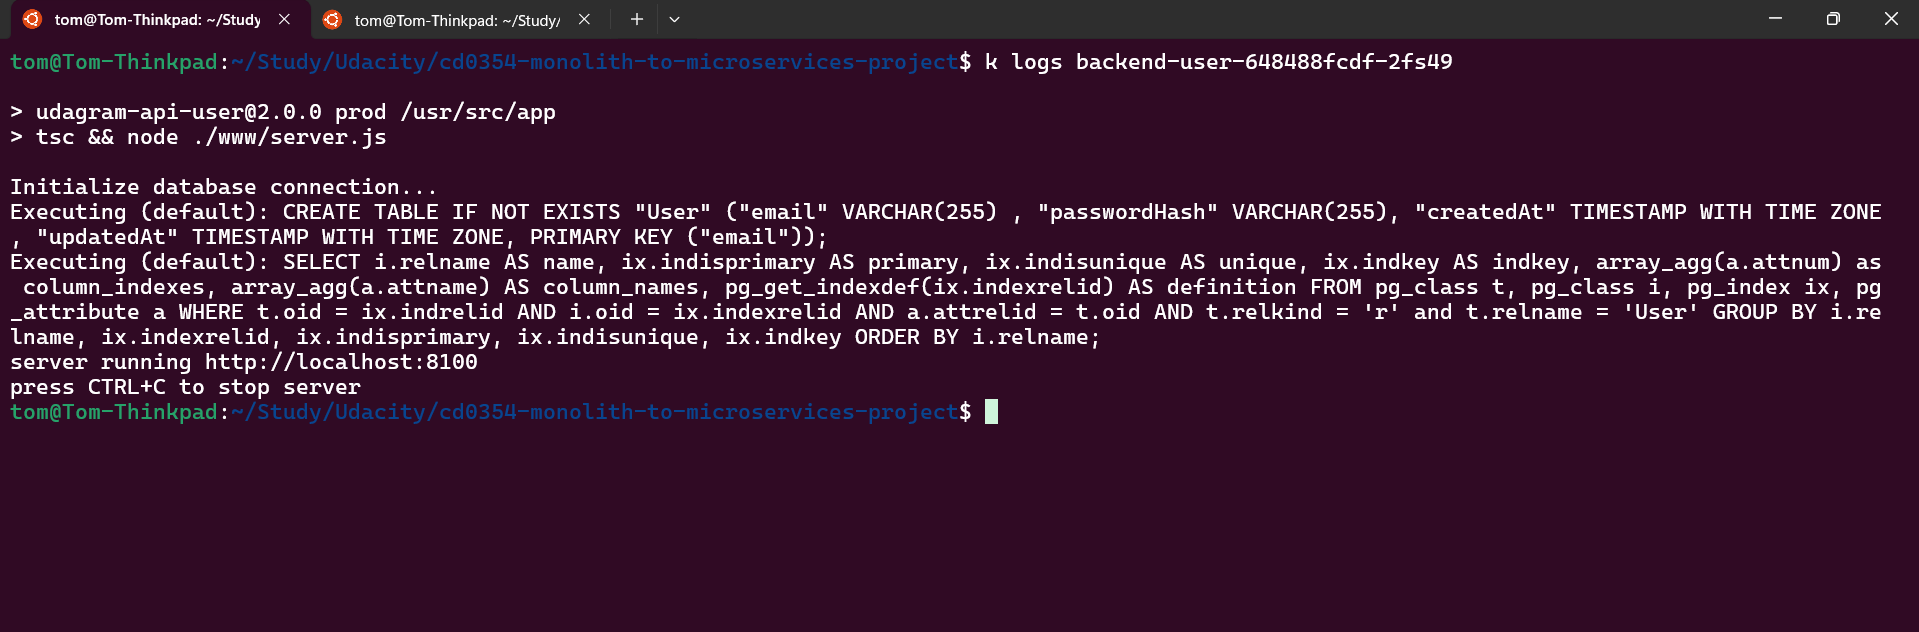 tom@Tom-Thinkpad: ~/Study
tom@Tom-Thinkpad: ~/Study/
tom@Tom-Thinkpad:~/Study/Udacity/cd0354-monolith-to-microservices-project$ k logs backend-user-648488fcdf-2fs49
> udagram-api-user@2.0.0 prod /usr/src/app
> tsc && node ./www/server.js
Initialize database connection...
Executing (default): CREATE TABLE IF NOT EXISTS "User" ("email" VARCHAR(255) , "passwordHash" VARCHAR(255), "createdAt" TIMESTAMP WITH TIME ZONE
, "updatedAt" TIMESTAMP WITH TIME ZONE, PRIMARY KEY ("email"));
Executing (default): SELECT i.relname AS name, ix.indisprimary AS primary, ix.indisunique AS unique, ix.indkey AS indkey, array_agg(a.attnum) as
column_indexes, array_agg(a.attname) AS column_names, pg_get_indexdef(ix.indexrelid) AS definition FROM pg_class t, pg_class i, pg_index ix, pg
_attribute a WHERE t.oid = ix.indrelid AND i.oid = ix.indexrelid AND a.attrelid = t.oid AND t.relkind = 'r' and t.relname = 'User' GROUP BY i.re
lname, ix.indexrelid, ix.indisprimary, ix.indisunique, ix.indkey ORDER BY i.relname;
server running http://localhost:8100
press CTRL+C to stop server
tom@Tom-Thinkpad:~/Study/Udacity/cd0354-monolith-to-microservices-project$